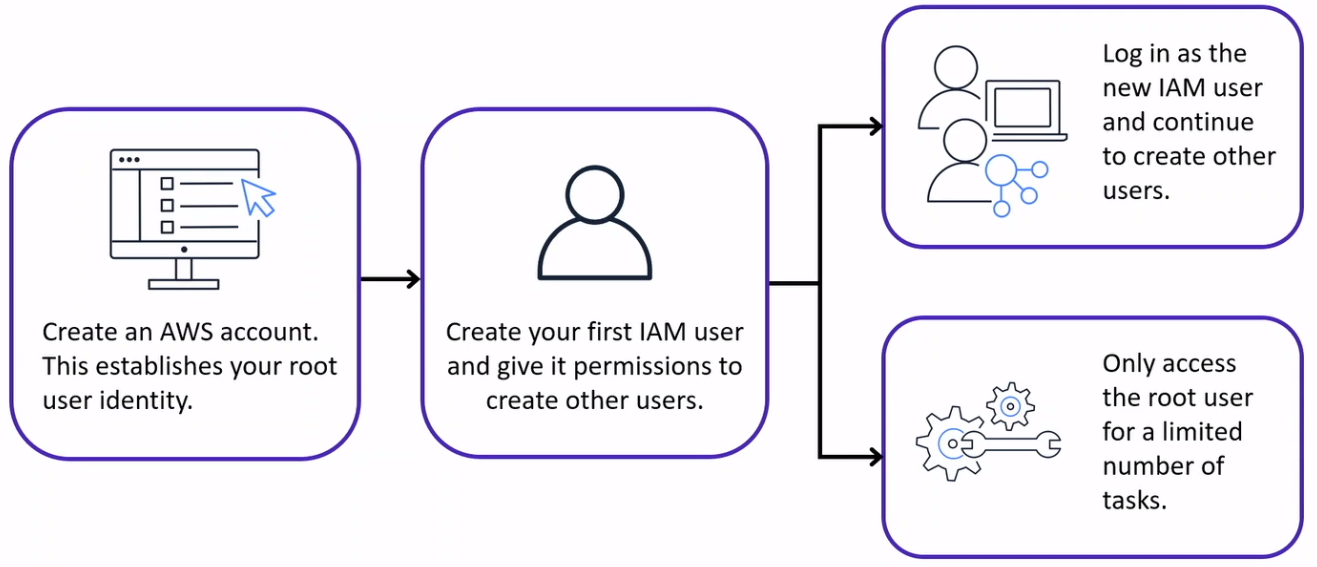 Create an AWS account.
This establishes your root
user identity.
Create your first IAM user
and give it permissions to
create other users.
Log in as the
new IAM user
and continue
to create other
users.
Only access
the root user
for a limited
number of
tasks.